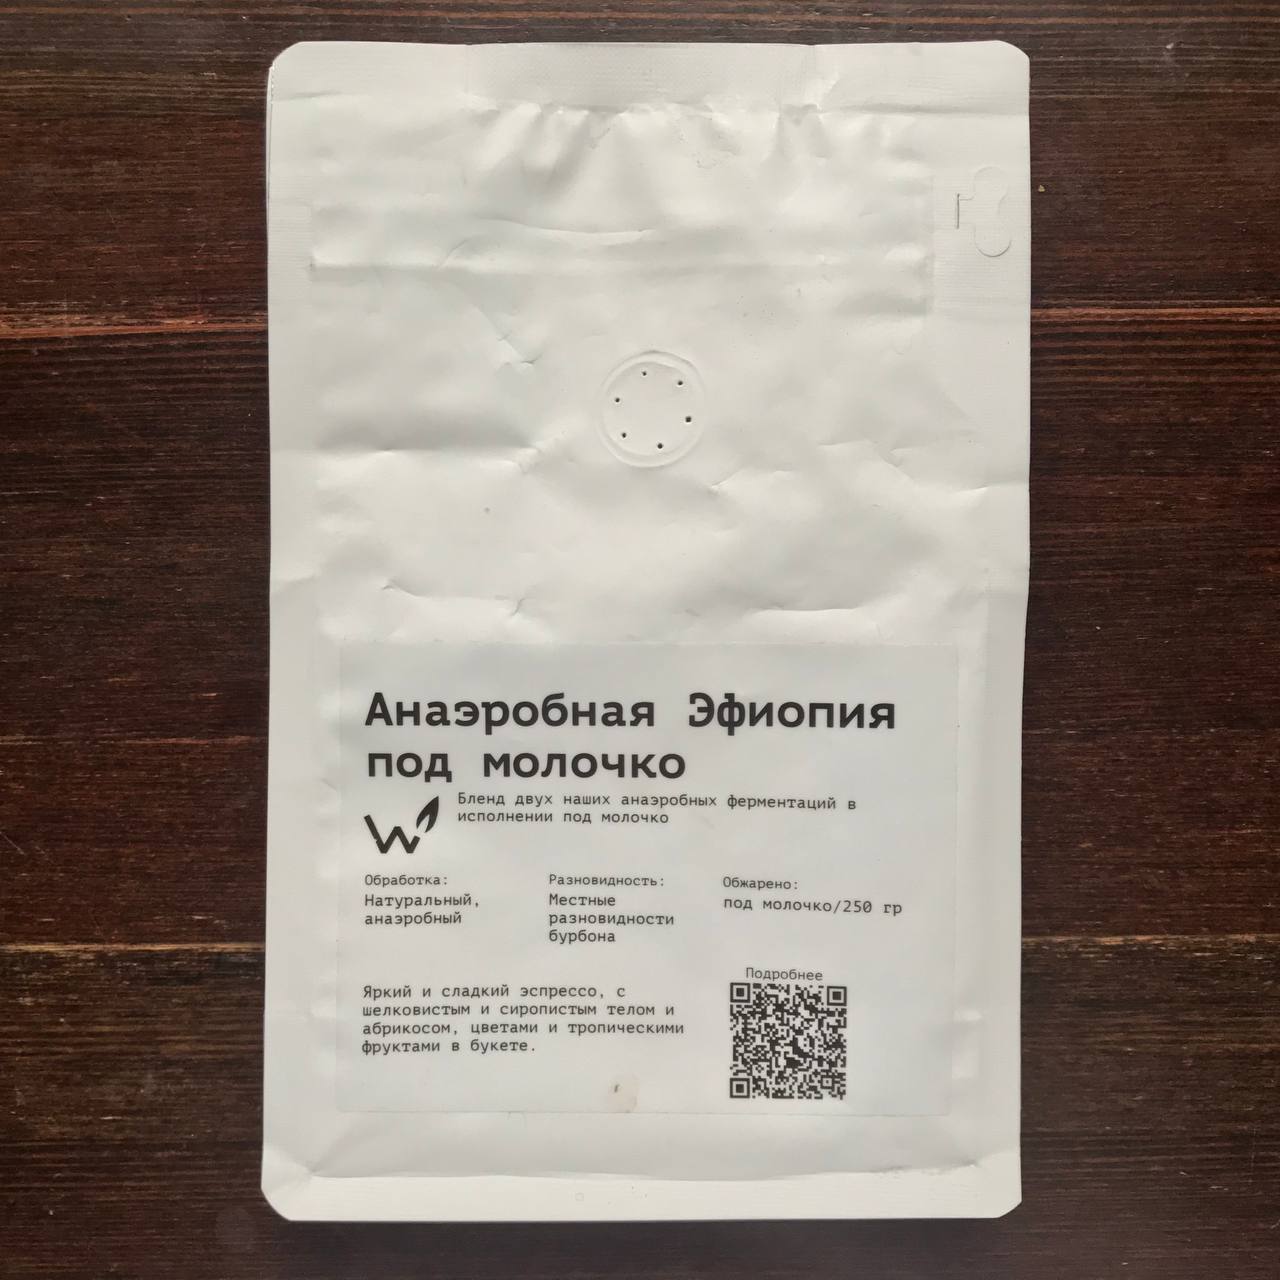 Анаэробная Эфиопия
под молочко
Бленд двух наших анаэробных ферментаций в
исполнении под молочко
Обработка:
Натуральный,
анаэробный
Разновидность:
Местные
разновидности
бурбона
Обжарено:
под молочко/250 гр
Яркий и сладкий эспрессо, с
шелковистым и сиропистым телом и
абрикосом, цветами и тропическими
фруктами в букете.
Подробнее